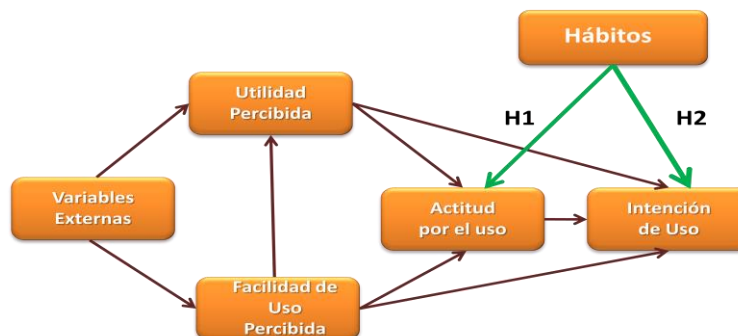 Hábitos
Utilidad
Percibida
H1
H2
Variables
Externas
Actitud
por el uso
Intención
de Uso
Facilidad de
Uso
Percibida